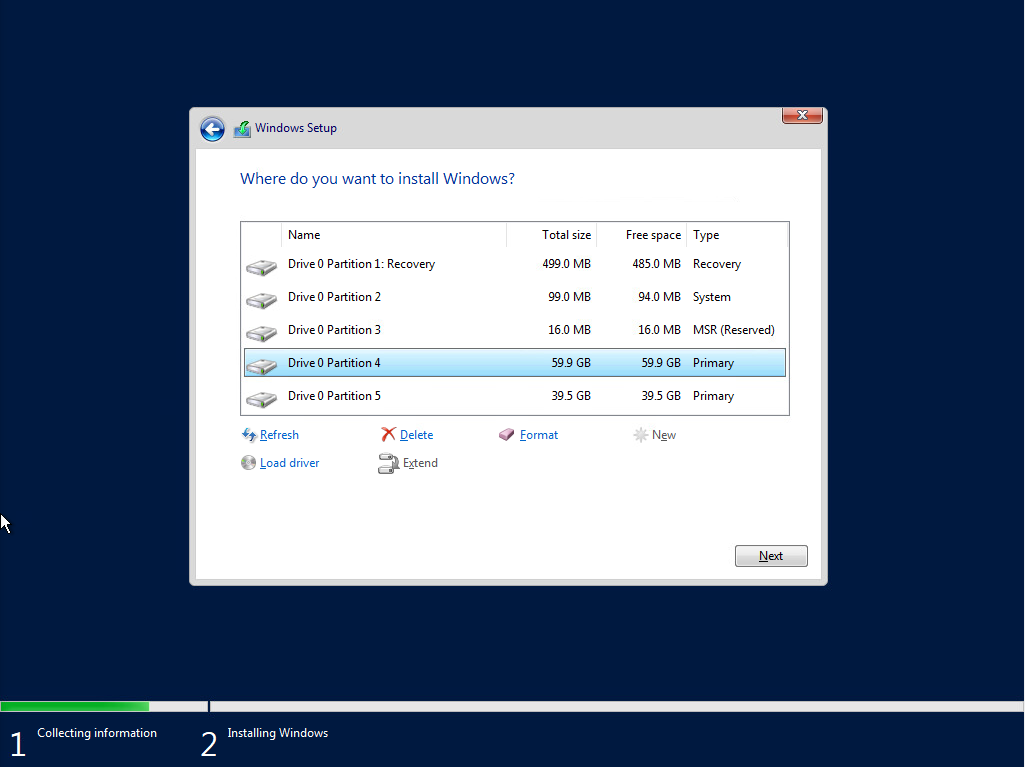 Windows Setup
Where do you want to install Windows?
Name Total size Free space Type
Drive 0 Partition 1: Recovery 499.0 MB 485.0 MB Recovery
Drive 0 Partition 2 99.0 MB 94.0 MB System
Drive 0 Partition 3 16.0 MB 16.0 MB MSR (Reserved)
Drive 0 Partition 4 59.9 GB 59.9 GB Primary
Drive 0 Partition 5 39.5 GB 39.5 GB Primary
Refresh Delete Format New
Load driver Extend
Next
1 Collecting information 2 Installing Windows